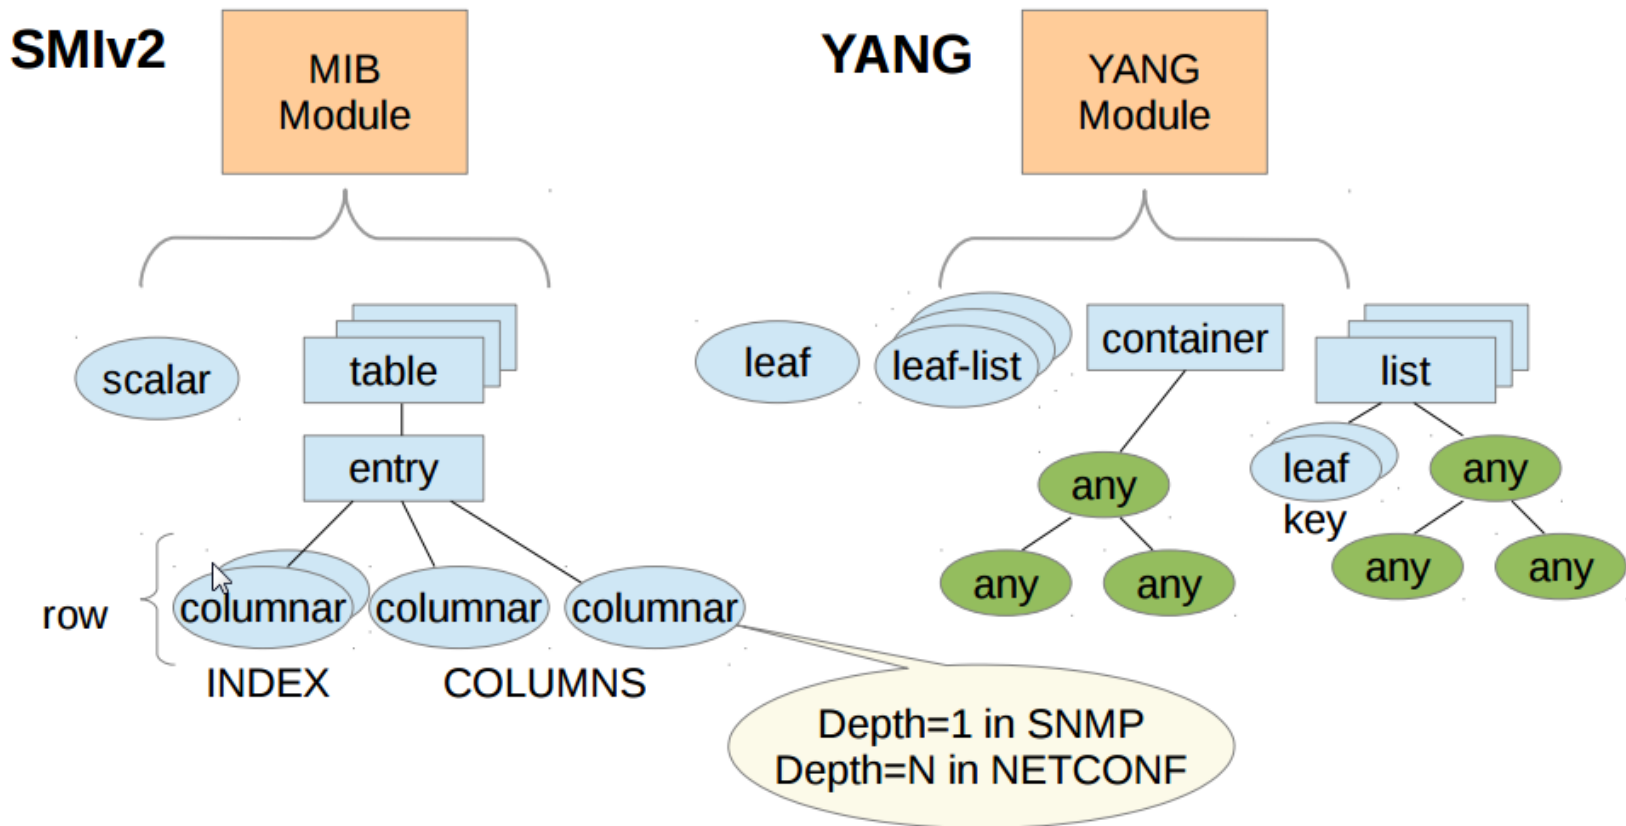 SMIv2
MIB
Module
scalar
table
entry
row
columnar
columnar
columnar
INDEX
COLUMNS
YANG
YANG
Module
leaf
leaf-list
container
list
any
leaf
key
any
any
any
any
any
Depth=1 in SNMP
Depth=N in NETCONF